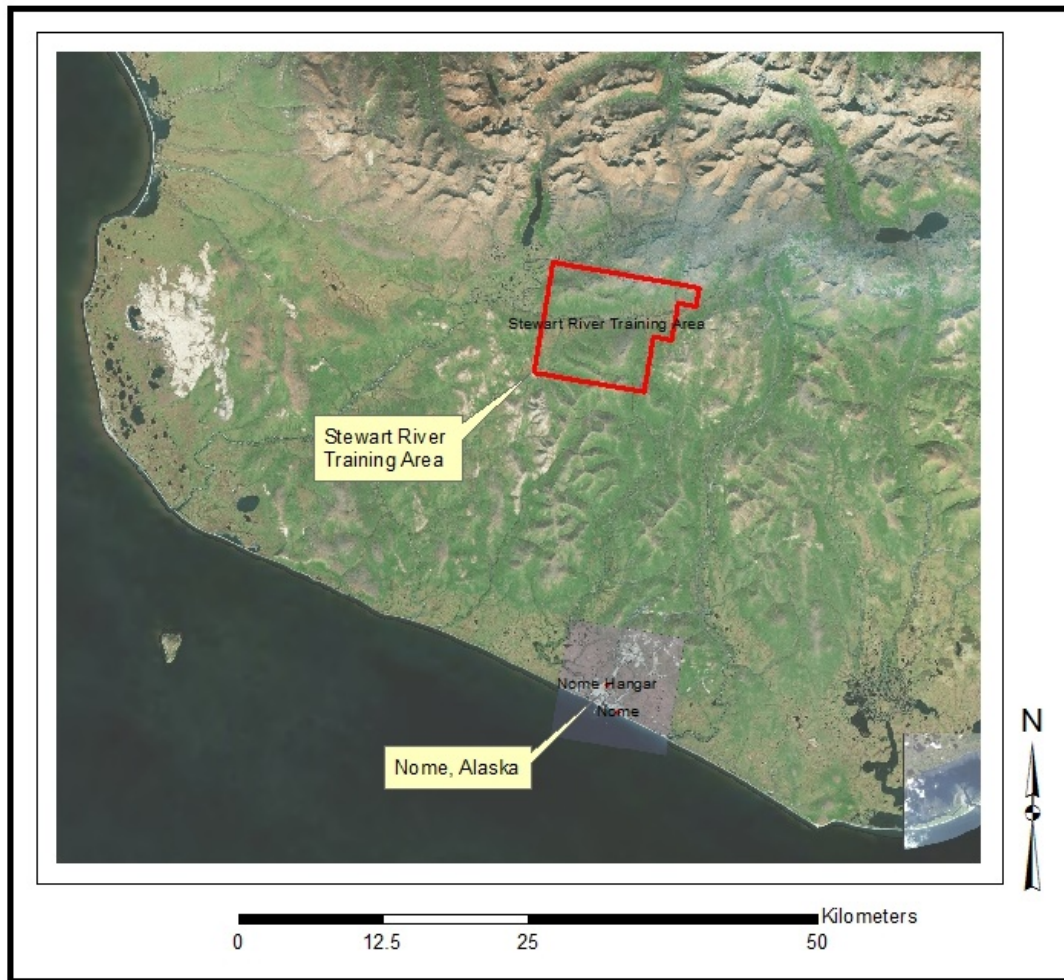 Stewart River Training Area
Stewart River
Training Area
Nome Hangar
Nome
Nome, Alaska
N
Kilometers
0 12.5 25 50